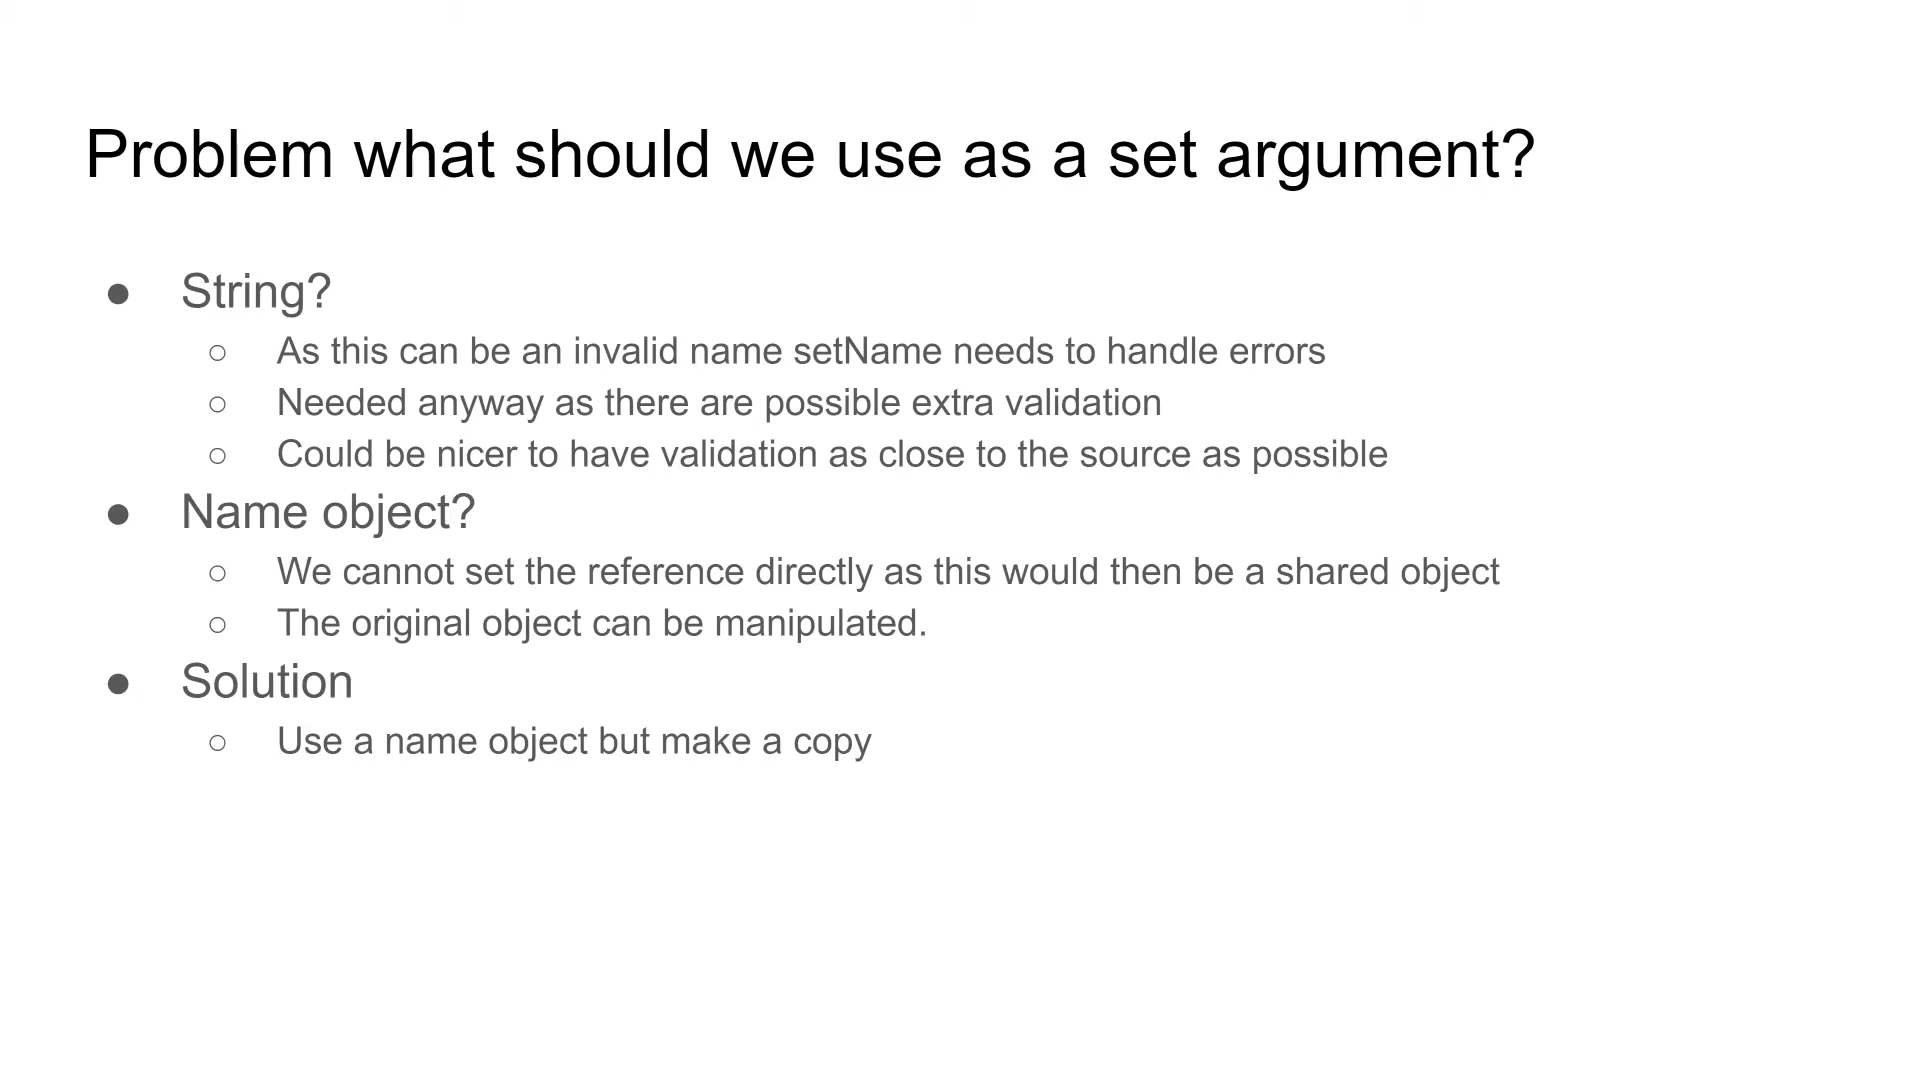 Problem what should we use as a set argument?
● String?
○ As this can be an invalid name setName needs to handle errors
○ Needed anyway as there are possible extra validation
○ Could be nicer to have validation as close to the source as possible
● Name object?
○ We cannot set the reference directly as this would then be a shared object
○ The original object can be manipulated.
● Solution
○ Use a name object but make a copy